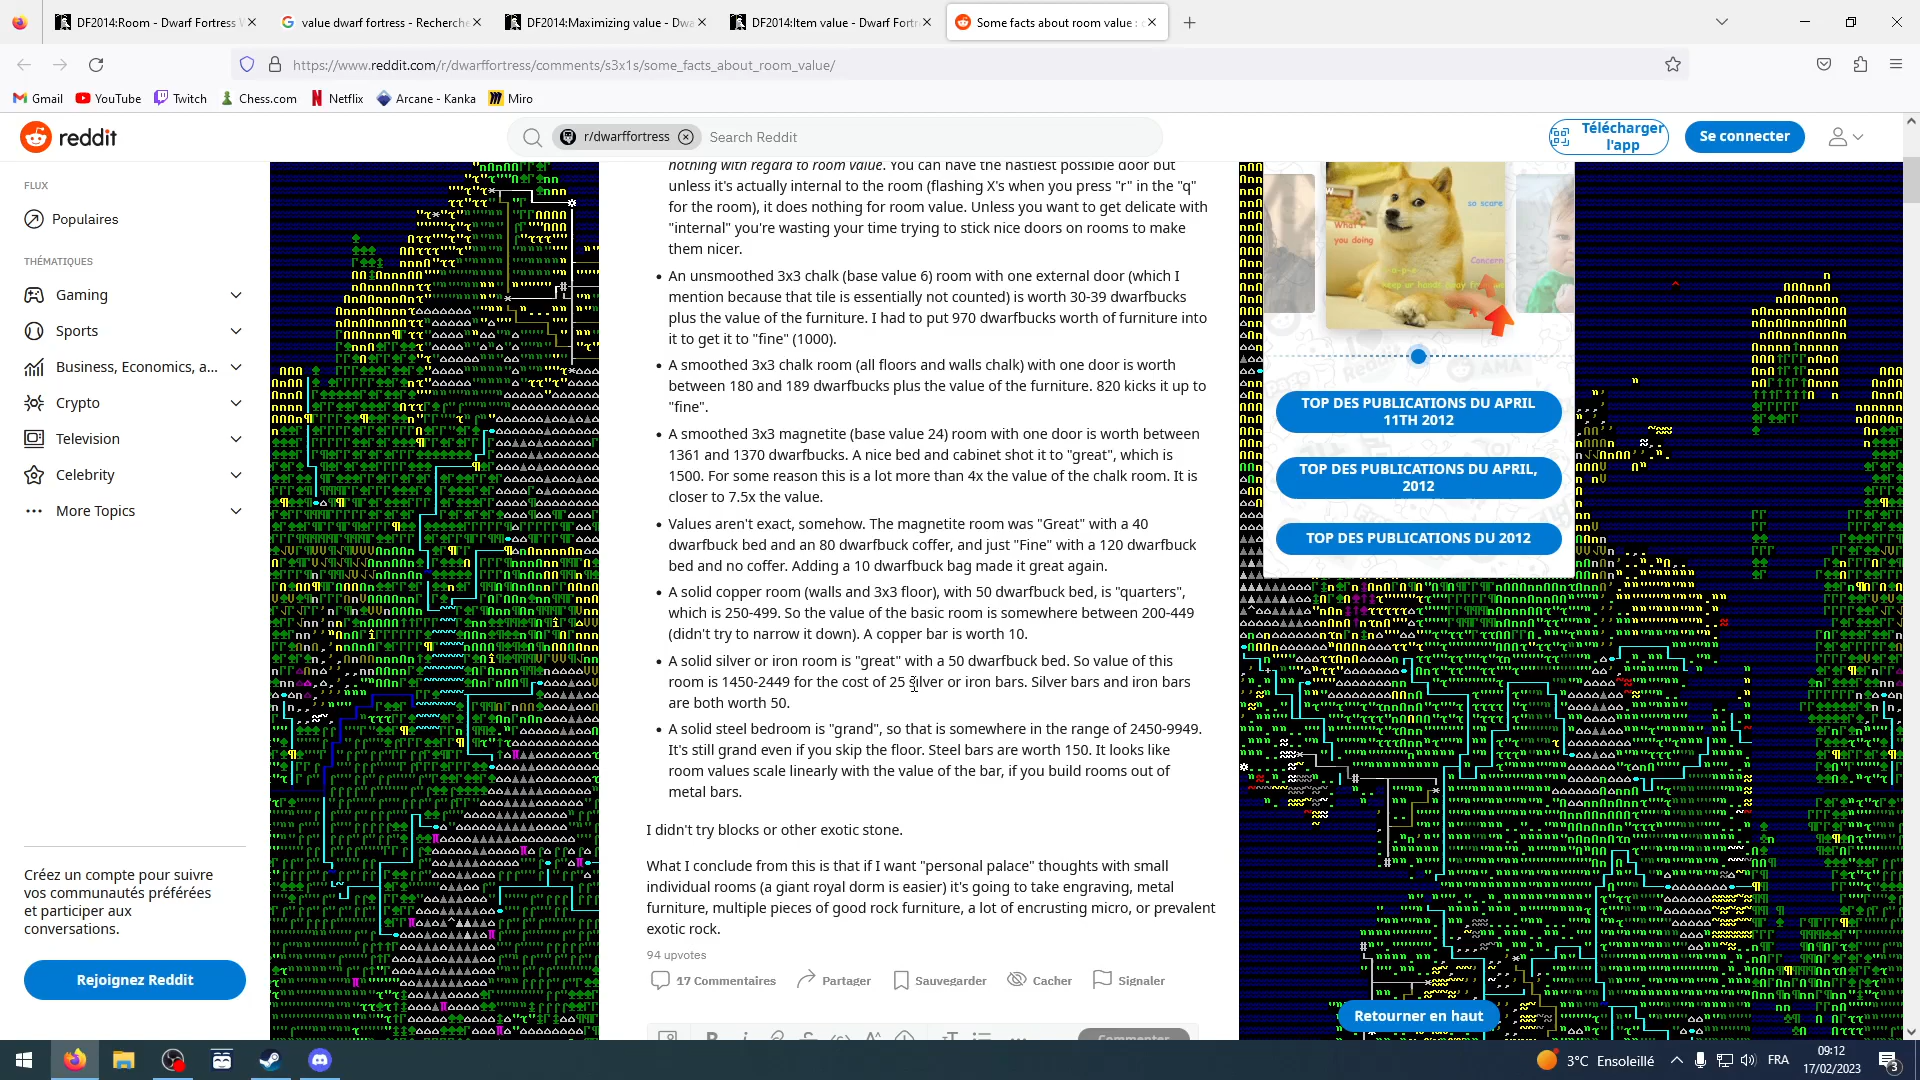 DF2014:Room - Dwarf Fortress W
value dwarf fortress - Recherche
DF2014:Maximizing value - Dwa
DF2014:Item value - Dwarf Fortr
Some facts about room value :
https://www.reddit.com/r/dwarffortress/comments/s3x1s/some_facts_about_room_value/
Gmail
YouTube
Twitch
Chess.com
Netflix
Arcane - Kanka
Miro
reddit
r/dwarffortress
Search Reddit
Télécharger
l'app
Se connecter
FLUX
Populaires
THÉMATIQUES
Gaming
Sports
Business, Economics, a...
Crypto
Television
Celebrity
More Topics
Créez un compte pour suivre
vos communautés préférées
et participer aux
conversations.
Rejoignez Reddit
nothing with regard to room value. You can have the nastiest possible door but
unless it's actually internal to the room (flashing X's when you press "r" in the "q"
for the room), it does nothing for room value. Unless you want to get delicate with
"internal" you're wasting your time trying to stick nice doors on rooms to make
them nicer.
• An unsmoothed 3x3 chalk (base value 6) room with one external door (which I
mention because that tile is essentially not counted) is worth 30-39 dwarfbucks
plus the value of the furniture. I had to put 970 dwarfbucks worth of furniture into
it to get it to "fine" (1000).
• A smoothed 3x3 chalk room (all floors and walls chalk) with one door is worth
between 180 and 189 dwarfbucks plus the value of the furniture. 820 kicks it up to
"fine".
• A smoothed 3x3 magnetite (base value 24) room with one door is worth between
1361 and 1370 dwarfbucks. A nice bed and cabinet shot it to "great", which is
1500. For some reason this is a lot more than 4x the value of the chalk room. It is
closer to 7.5x the value.
• Values aren't exact, somehow. The magnetite room was "Great" with a 40
dwarfbuck bed and an 80 dwarfbuck coffer, and just "Fine" with a 120 dwarfbuck
bed and no coffer. Adding a 10 dwarfbuck bag made it great again.
• A solid copper room (walls and 3x3 floor), with 50 dwarfbuck bed, is "quarters",
which is 250-499. So the value of the basic room is somewhere between 200-449
(didn't try to narrow it down). A copper bar is worth 10.
• A solid silver or iron room is "great" with a 50 dwarfbuck bed. So value of this
room is 1450-2449 for the cost of 25 silver or iron bars. Silver bars and iron bars
are both worth 50.
• A solid steel bedroom is "grand", so that is somewhere in the range of 2450-9949.
It's still grand even if you skip the floor. Steel bars are worth 150. It looks like
room values scale linearly with the value of the bar, if you build rooms out of
metal bars.
I didn't try blocks or other exotic stone.
What I conclude from this is that if I want "personal palace" thoughts with small
individual rooms (a giant royal dorm is easier) it's going to take engraving, metal
furniture, multiple pieces of good rock furniture, a lot of encrusting micro, or prevalent
exotic rock.
94 upvotes
17 Commentaires
Partager
Sauvegarder
Cacher
Signaler
Commenter
so scare
you doing
Concern
TOP DES PUBLICATIONS DU APRIL
11TH 2012
TOP DES PUBLICATIONS DU APRIL,
2012
TOP DES PUBLICATIONS DU 2012
Retourner en haut
3°C Ensoleillé
FRA
09:12
17/02/2023
3